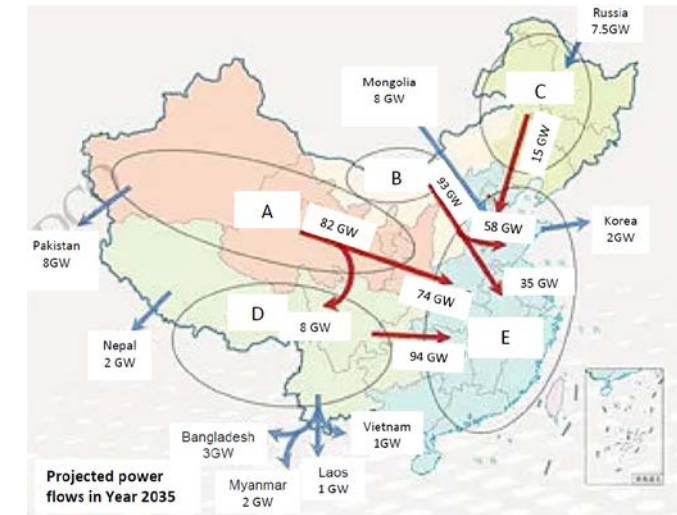 Russia
7.5GW
Mongolia
8 GW
C
15 GW
B
93 GW
A
82 GW
58 GW
Korea
2GW
Pakistan
8GW
35 GW
74 GW
D
8 GW
E
Nepal
2 GW
94 GW
Vietnam
1GW
Bangladesh
3GW
Laos
1 GW
Myanmar
2 GW
Projected power
flows in Year 2035